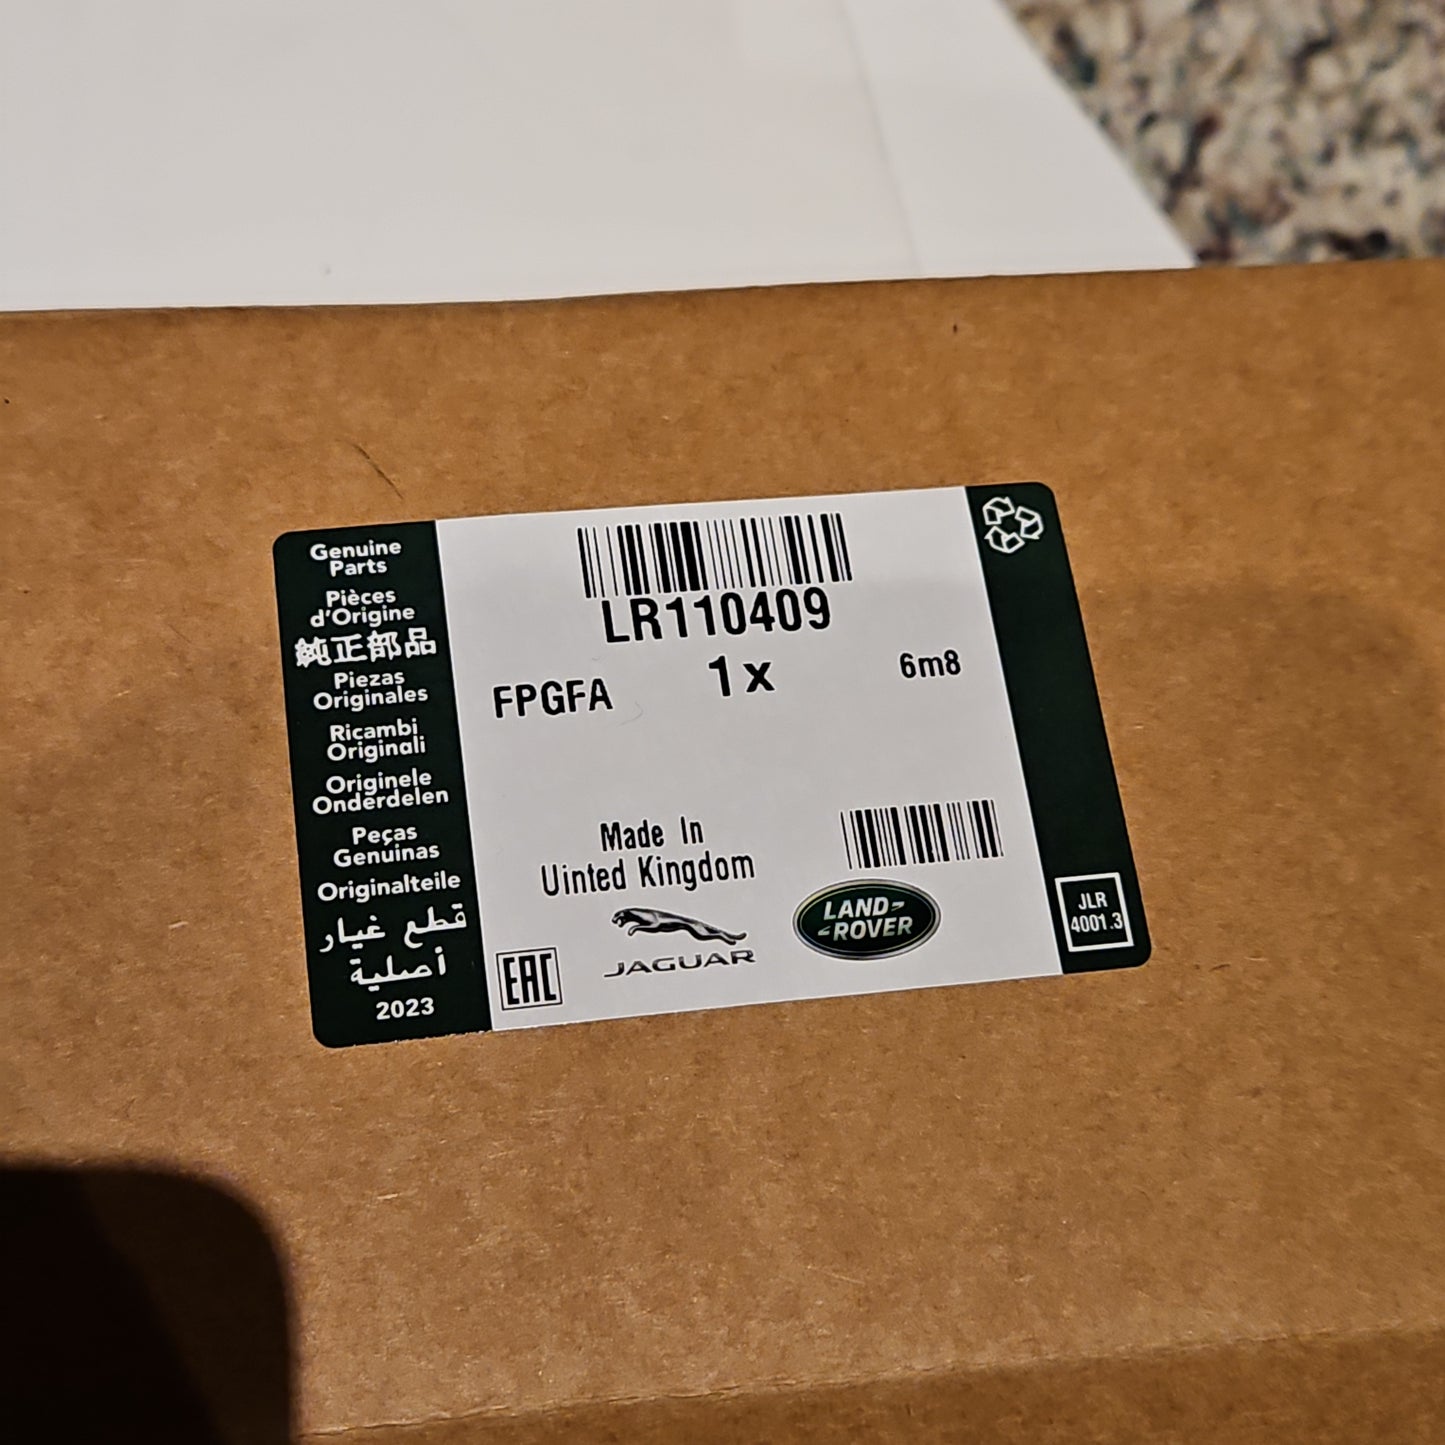 Genuine
Parts
Pièces
d'Origine
純正部品
Piezas
Originales
Ricambi
Originali
Originele
Onderdelen
Peças
Genuínas
Originalteile
قطع غيار
أصلية
2023
LR110409
1x
6m8
FPGFA
Made In
Uinted Kingdom
EAC
JAGUAR
LAND
ROVER
JLR
4001.3